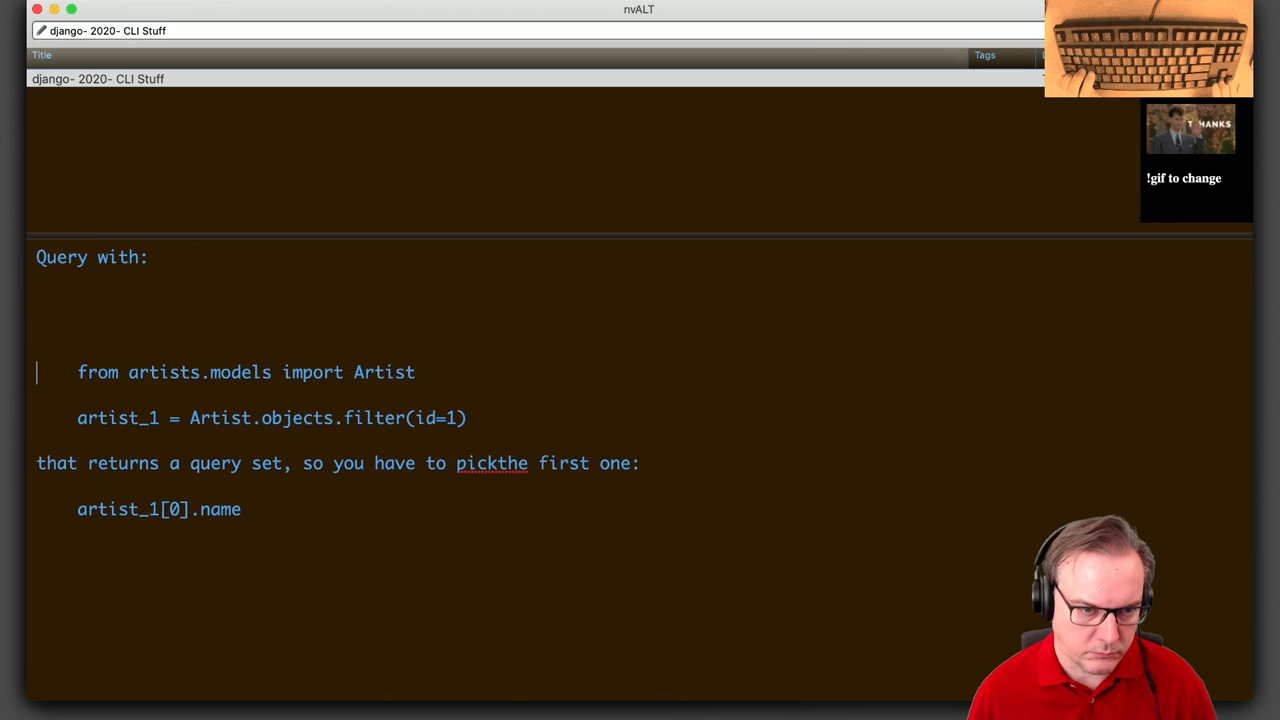 nvALT
django- 2020- CLI Stuff
Title
Tags
django- 2020- CLI Stuff
T HANKS
!gif to change
Query with:
from artists.models import Artist
artist_1 = Artist.objects.filter(id=1)
that returns a query set, so you have to pickthe first one:
artist_1[0].name